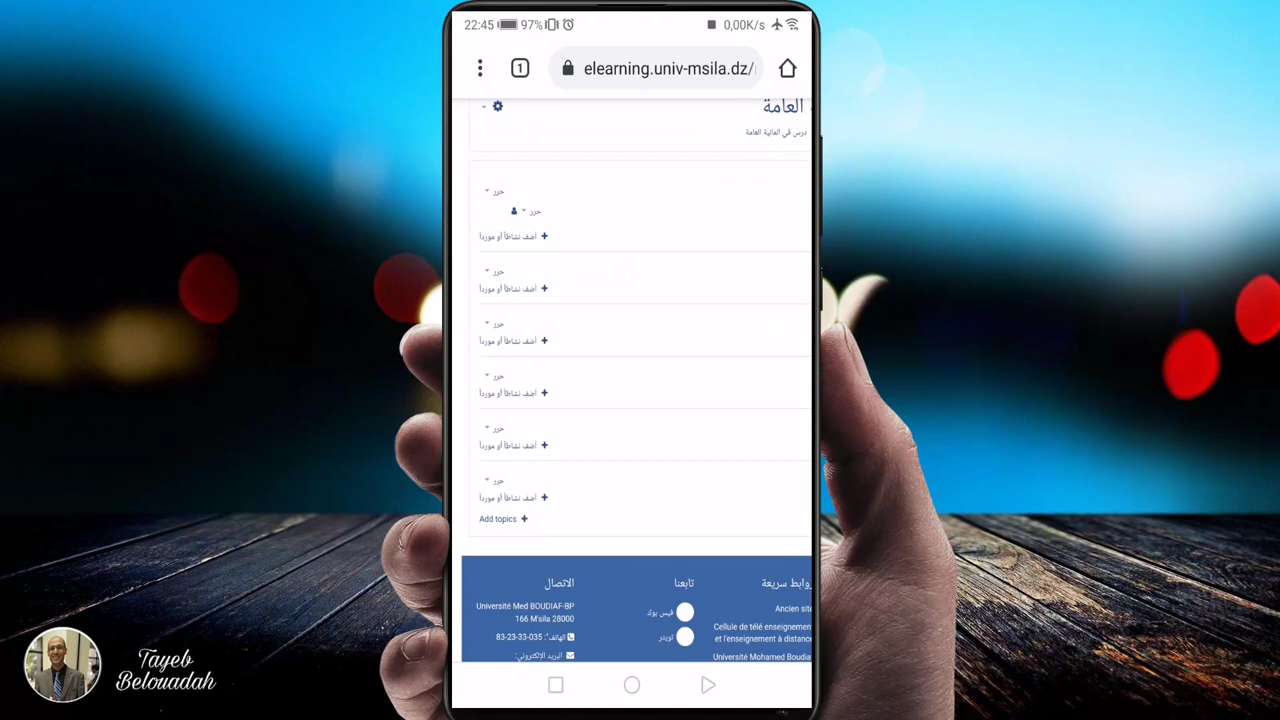 22:45 97% 0,00K/s
1 elearning.univ-msila.dz/
العامة
درس في المالية العامة
حرر
حرر
أضف نشاطاً أو مورداً
حرر
أضف نشاطاً أو مورداً
حرر
أضف نشاطاً أو مورداً
حرر
أضف نشاطاً أو مورداً
حرر
أضف نشاطاً أو مورداً
حرر
أضف نشاطاً أو مورداً
Add topics
روابط سريعة
Ancien site
Cellule de télé enseignement
et l'enseignement à distance
Université Mohamed Boudia
تابعنا
فيس بوك
تويتر
الاتصال
Université Med BOUDIAF-BP
166 M'sila 28000
الهاتف: 035-33-23-83
البريد الإلكتروني:
Tayeb
Belouadah